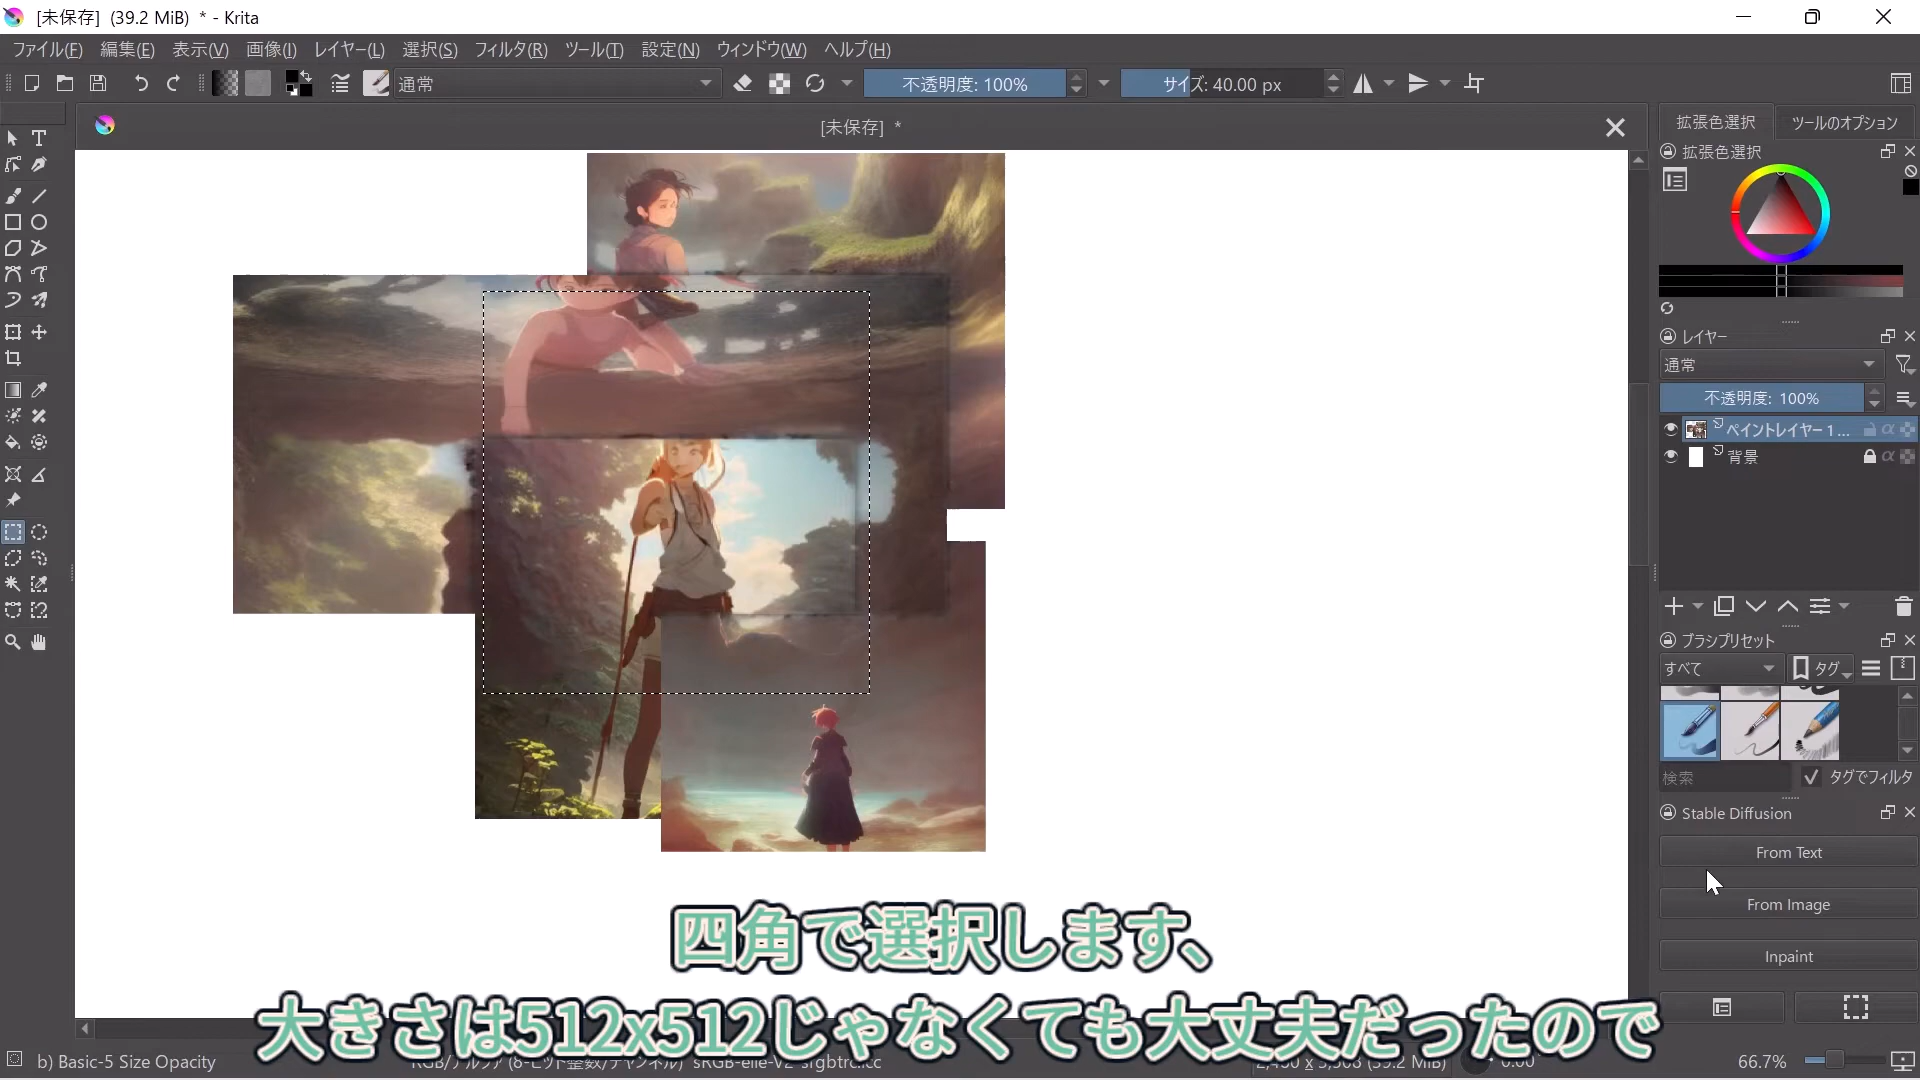 [未保存] (39.2 MiB) * - Krita
ファイル(F) 編集(E) 表示(V) 画像(I) レイヤー(L) 選択(S) フィルタ(R) ツール(T) 設定(N) ウィンドウ(W) ヘルプ(H)
通常 不透明度: 100% サイズ: 40.00 px
[未保存] *
拡張色選択 ツールのオプション
拡張色選択
レイヤー
通常
不透明度: 100%
ペイントレイヤー 1...
背景
ブラシプリセット
すべて タグ
検索 タグでフィルタ
Stable Diffusion
From Text
From Image
Inpaint
四角で選択します、
大きさは512x512じゃなくても大丈夫だったので
b) Basic-5 Size Opacity
66.7%